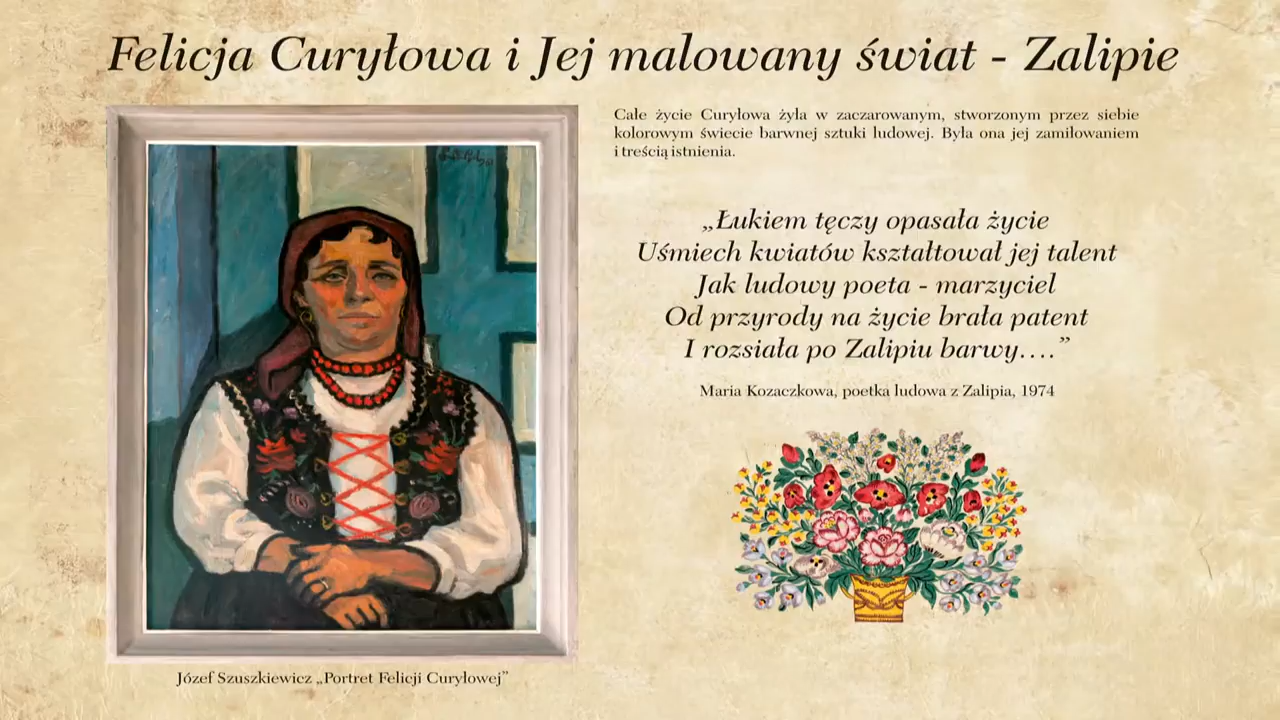 Felicja Curyłowa i Jej malowany świat - Zalipie
Całe życie Curyłowa żyła w zaczarowanym, stworzonym przez siebie
kolorowym świecie barwnej sztuki ludowej. Była ona jej zamiłowaniem
i treścią istnienia.
„Łukiem tęczy opasała życie
Uśmiech kwiatów kształtował jej talent
Jak ludowy poeta - marzyciel
Od przyrody na życie brała patent
I rozsiała po Zalipiu barwy....”
Maria Kozaczkowa, poetka ludowa z Zalipia, 1974
Józef Szuszkiewicz „Portret Felicji Curyłowej”